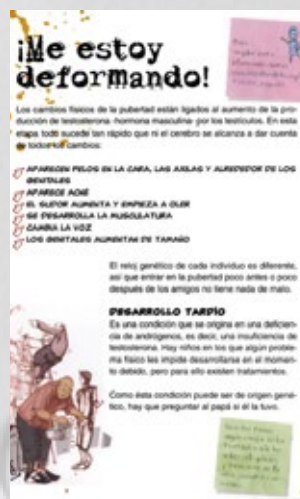 ¡Me estoy
deformando!
Los cambios físicos de la pubertad están ligados al aumento de la pro-
ducción de testosterona -hormona masculina- por los testículos. En esta
etapa todo sucede tan rápido que ni el cerebro se alcanza a dar cuenta
de todos los cambios:
APARECEN PELOS EN LA CARA, LAS AXILAS Y ALREDEDOR DE LOS
GENITALES
APARECE ACNÉ
EL SUDOR AUMENTA Y EMPIEZA A OLER
SE DESARROLLA LA MUSCULATURA
CAMBIA LA VOZ
LOS GENITALES AUMENTAN DE TAMAÑO
El reloj genético de cada individuo es diferente,
así que entrar en la pubertad poco antes o poco
después de los amigos no tiene nada de malo.
DESARROLLO TARDÍO
Es una condición que se origina en una deficien-
cia de andrógenos, es decir, una insuficiencia de
testosterona. Hay niños en los que algún proble-
ma físico les impide desarrollarse en el momen-
to debido, pero para ello existen tratamientos.
Como ésta condición puede ser de origen gené-
tico, hay que preguntar al papá si él la tuvo.